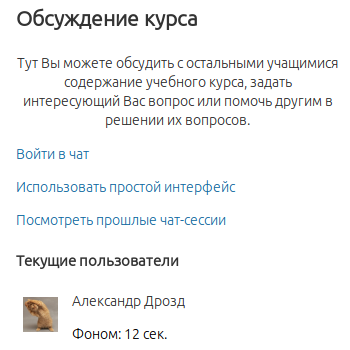 Обсуждение курса
Тут Вы можете обсудить с остальными учащимися
содержание учебного курса, задать
интересующий Вас вопрос или помочь другим в
решении их вопросов.
Войти в чат
Использовать простой интерфейс
Посмотреть прошлые чат-сессии
Текущие пользователи
Александр Дрозд
Фоном: 12 сек.